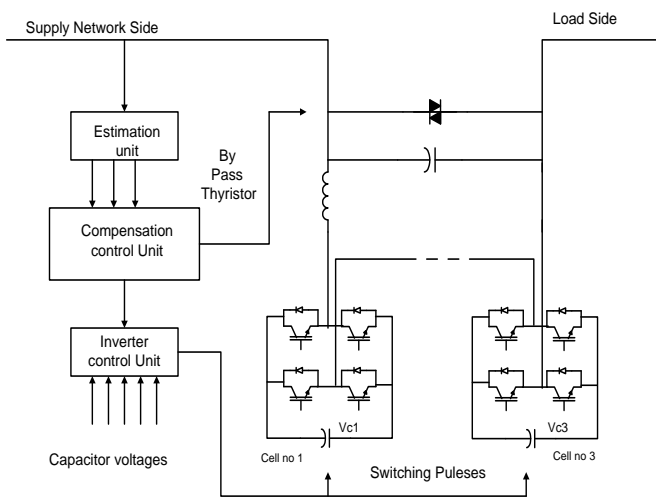 Supply Network Side
Load Side
Estimation
unit
By
Pass
Thyristor
Compensation
control Unit
Inverter
control Unit
Vc1
Vc3
Cell no 1
Cell no 3
Capacitor voltages
Switching Puleses